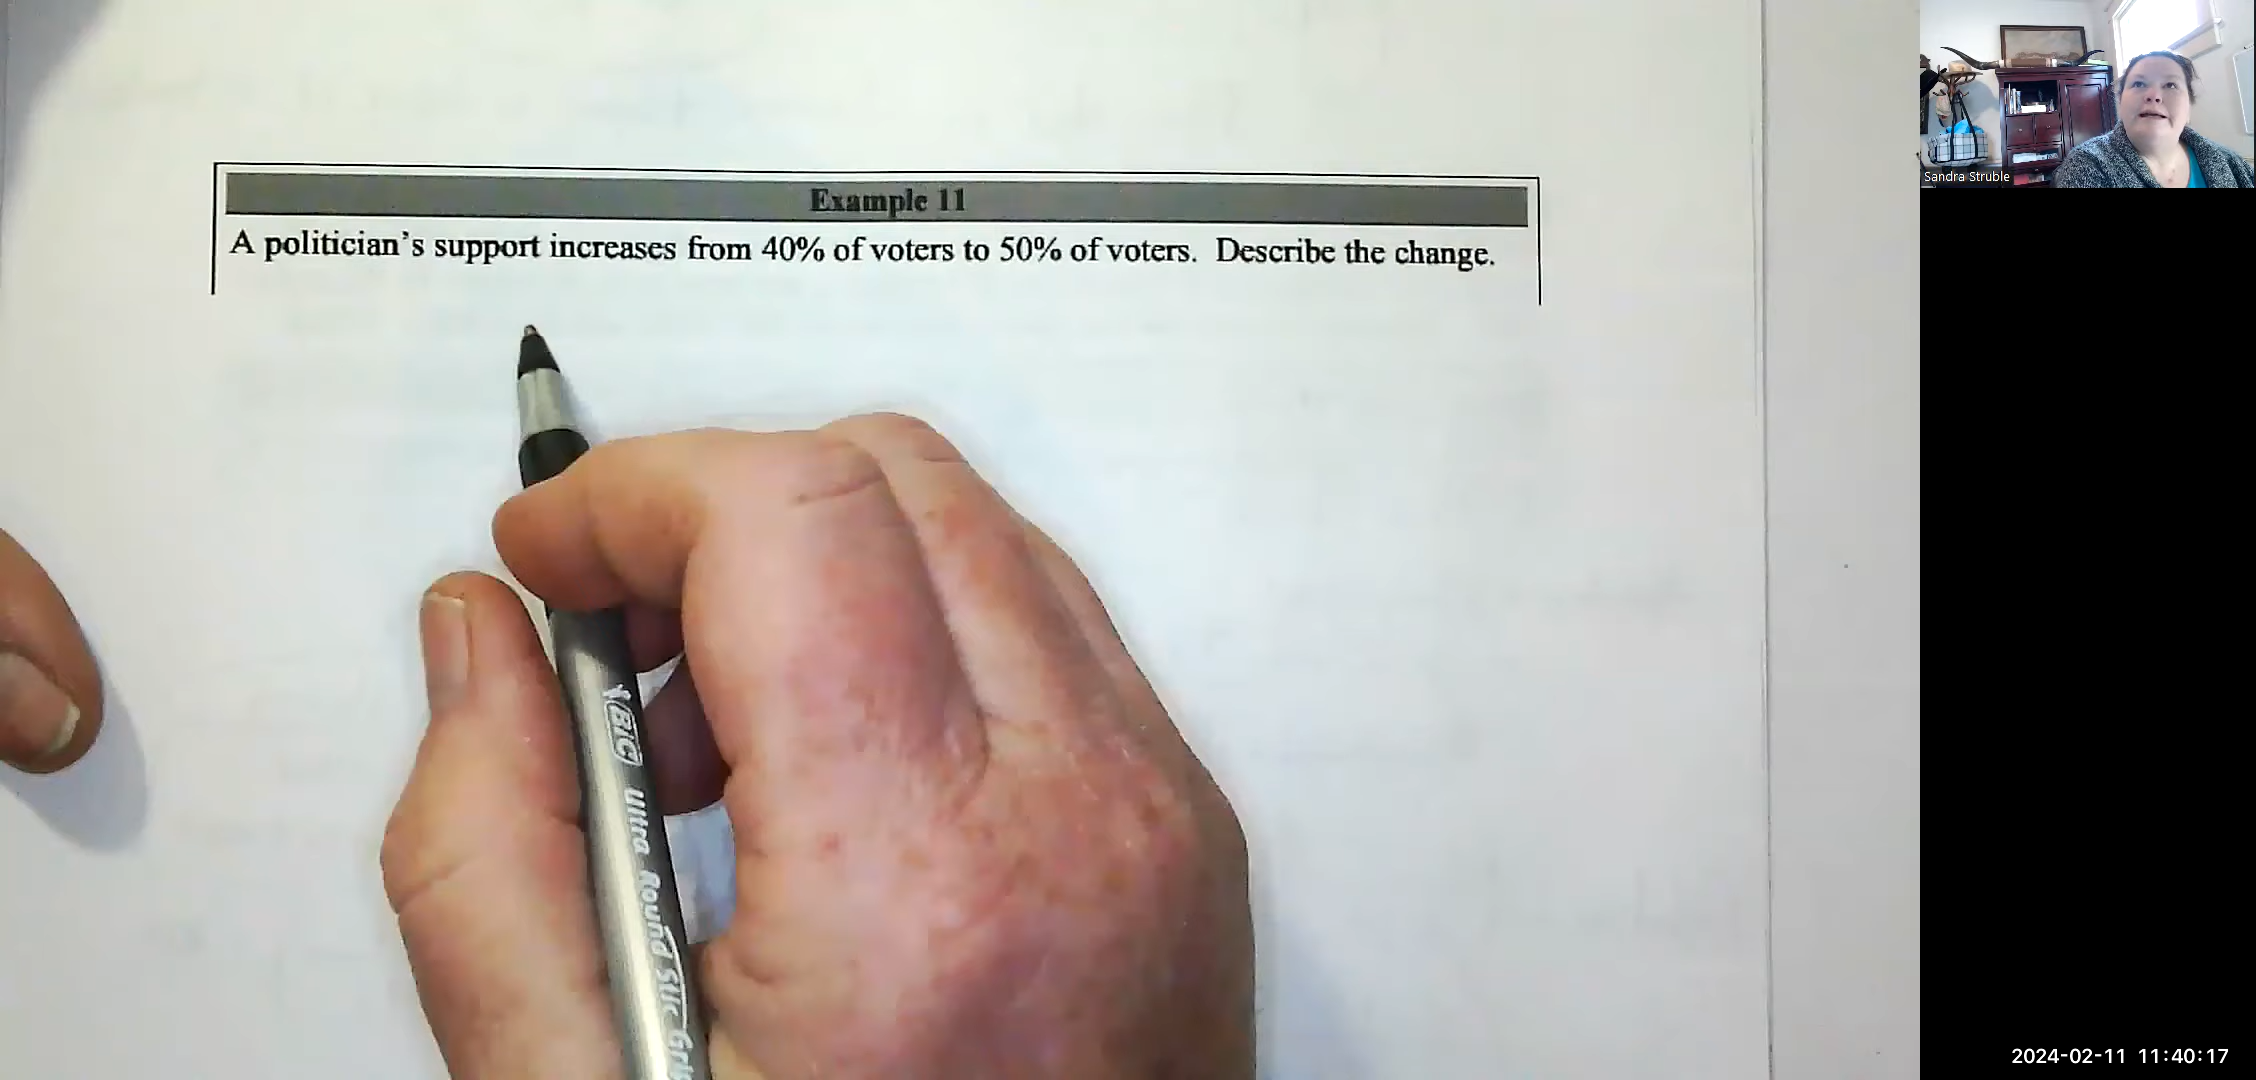 Example 11
A politician's support increases from 40% of voters to 50% of voters. Describe the change.
Sandra Struble
BIC Ultra Round Stic Grip
2024-02-11 11:40:17